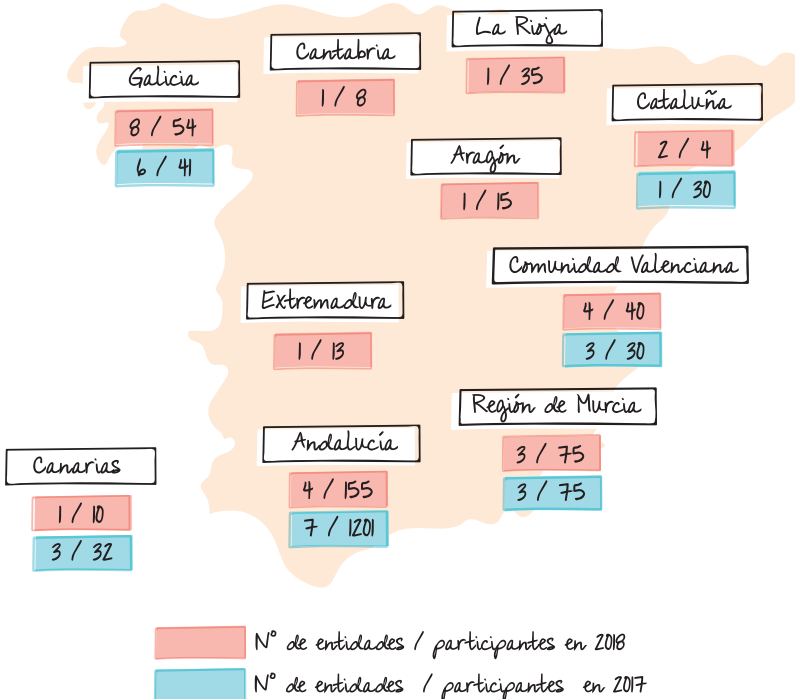 La Rioja
1 / 35
Cantabria
1 / 8
Galicia
8 / 54
6 / 41
Cataluña
2 / 4
1 / 30
Aragón
1 / 15
Comunidad Valenciana
4 / 40
3 / 30
Extremadura
1 / 13
Región de Murcia
3 / 75
3 / 75
Andalucía
4 / 155
7 / 1201
Canarias
1 / 10
3 / 32
N° de entidades / participantes en 2018
N° de entidades / participantes en 2017